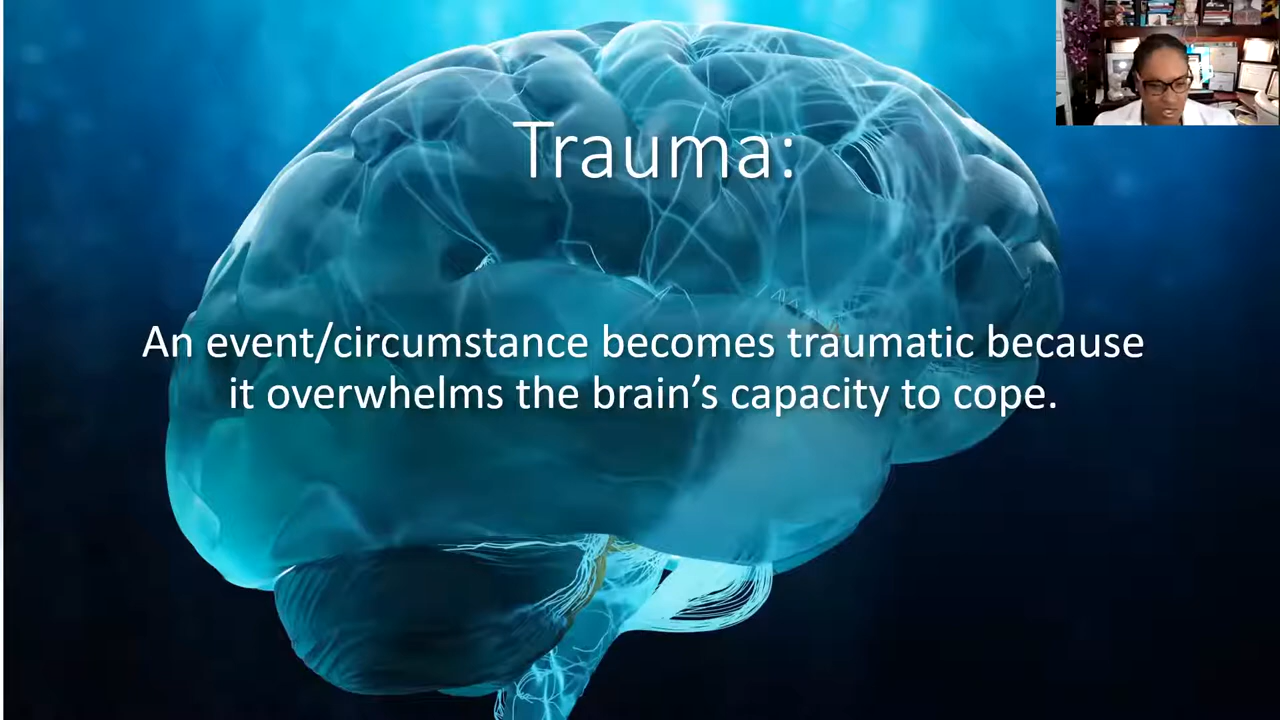 Trauma:
An event/circumstance becomes traumatic because
it overwhelms the brain’s capacity to cope.